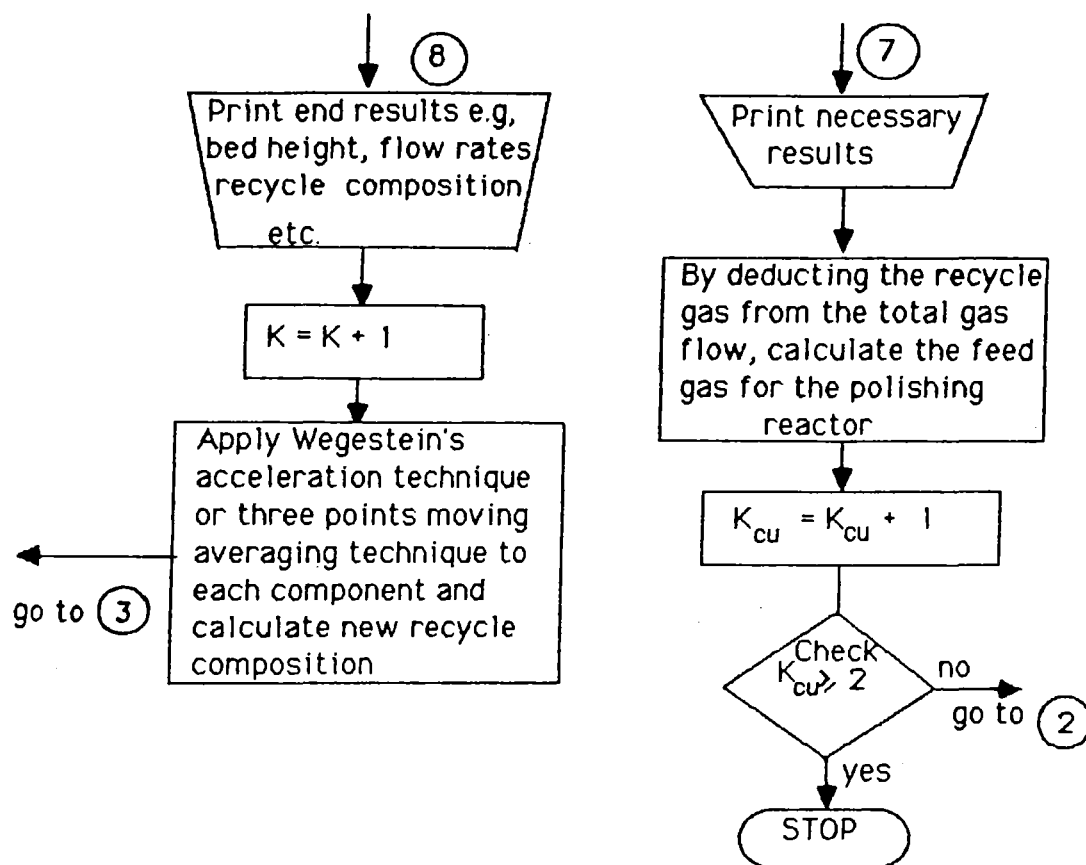 8
Print end results e.g,
bed height, flow rates
recycle composition
etc.
K = K + 1
Apply Wegestein's
acceleration technique
or three points moving
averaging technique to
each component and
calculate new recycle
composition
go to 3
7
Print necessary
results
By deducting the recycle
gas from the total gas
flow, calculate the feed
gas for the polishing
reactor
K_cu = K_cu + 1
Check
K_cu ⩾ 2
no
go to 2
yes
STOP